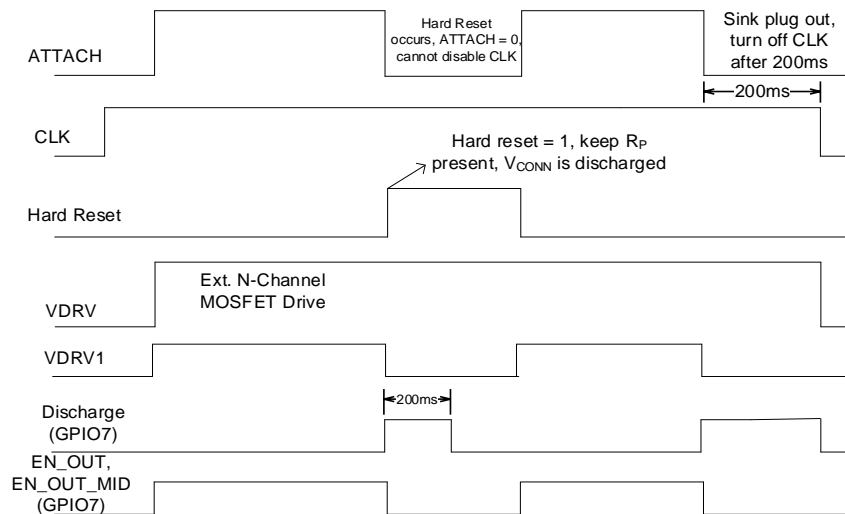 ATTACH
Hard Reset
occurs, ATTACH = 0,
cannot disable CLK
Sink plug out,
turn off CLK
after 200ms
200ms
CLK
Hard reset = 1, keep RP
present, VCONN is discharged
Hard Reset
Ext. N-Channel
MOSFET Drive
VDRV
VDRV1
200ms
Discharge
(GPIO7)
EN_OUT,
EN_OUT_MID
(GPIO7)